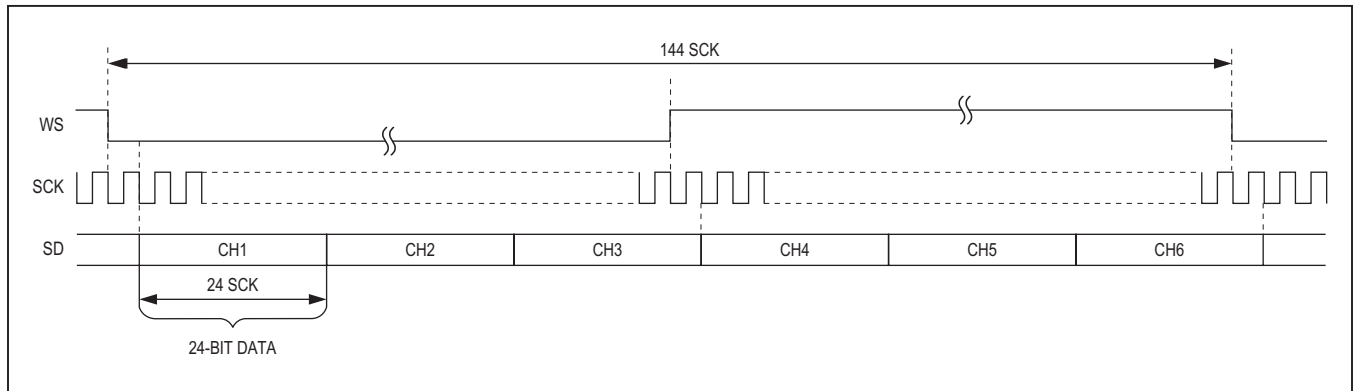 144 SCK
WS
SCK
SD
CH1
CH2
CH3
CH4
CH5
CH6
24 SCK
24-BIT DATA